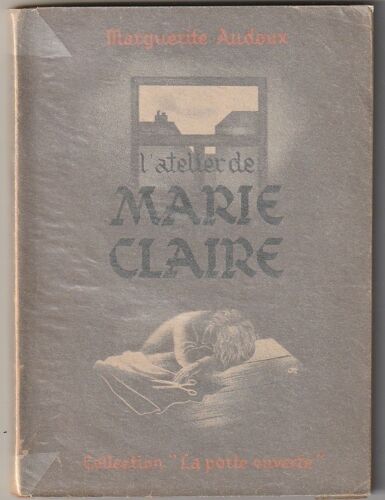 Marguerite Audoux
l'atelier de
MARIE
CLAIRE
Collection "La porte ouverte"